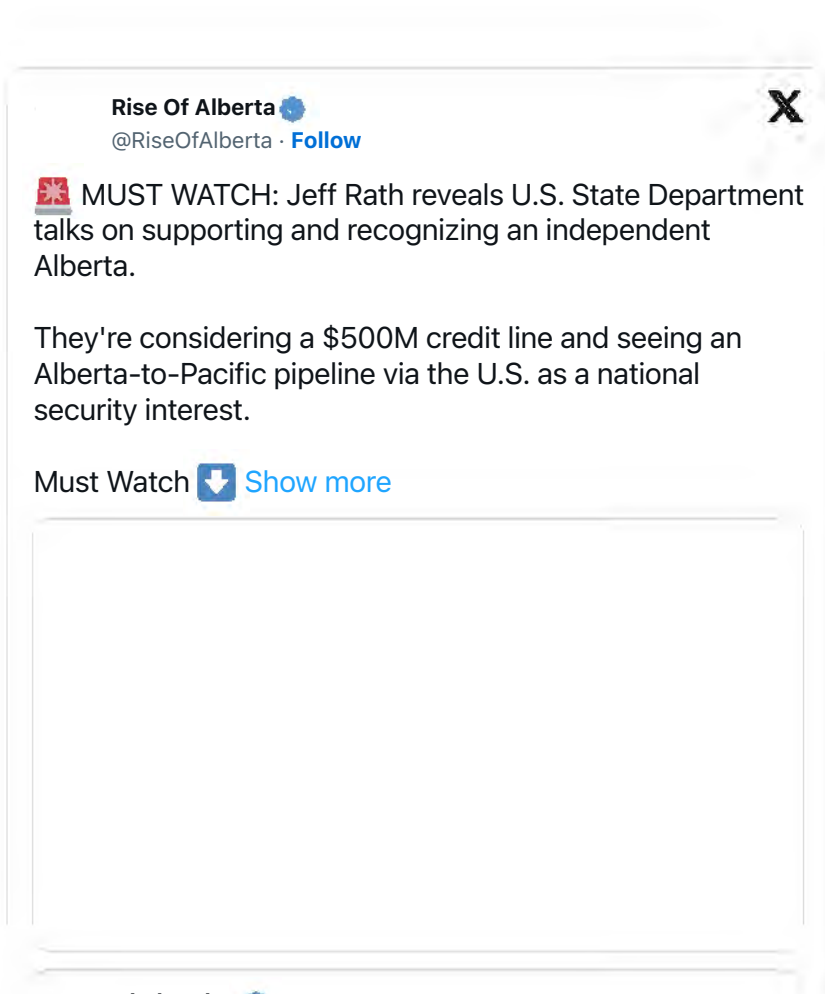 Rise Of Alberta
@RiseOfAlberta · Follow
🚨 MUST WATCH: Jeff Rath reveals U.S. State Department
talks on supporting and recognizing an independent
Alberta.
They're considering a $500M credit line and seeing an
Alberta-to-Pacific pipeline via the U.S. as a national
security interest.
Must Watch ⬇️ Show more